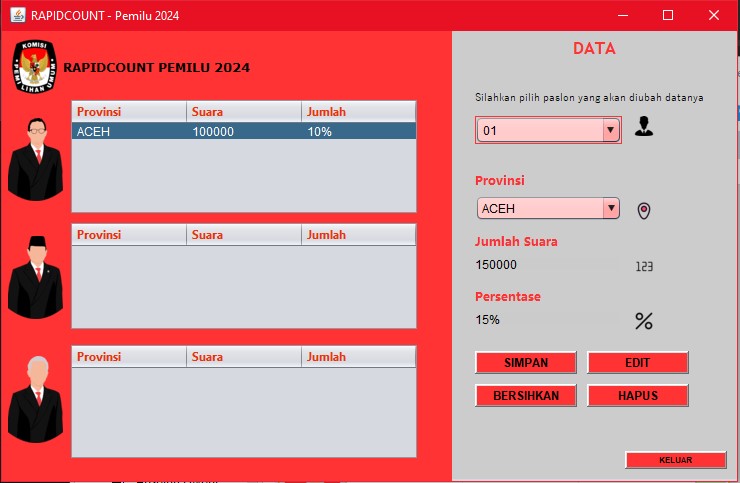 RAPIDCOUNT - Pemilu 2024
KOMISI
PEMILIHAN UMUM
RAPIDCOUNT PEMILU 2024
Provinsi Suara Jumlah
ACEH 100000 10%
Provinsi Suara Jumlah
Provinsi Suara Jumlah
DATA
Silahkan pilih paslon yang akan diubah datanya
01
Provinsi
ACEH
Jumlah Suara
150000 123
Persentase
15% %
SIMPAN EDIT
BERSIHKAN HAPUS
KELUAR